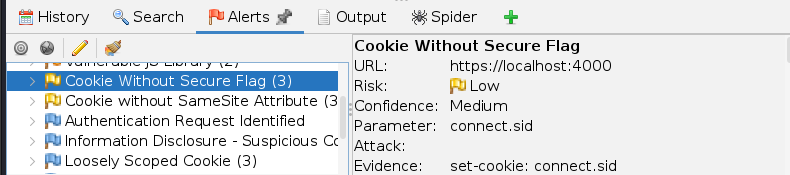 History Search Alerts Output Spider
Vulnerable JS Library (2)
Cookie Without Secure Flag (3)
Cookie without SameSite Attribute (3
Authentication Request Identified
Information Disclosure - Suspicious Co
Loosely Scoped Cookie (3)
Cookie Without Secure Flag
URL: https://localhost:4000
Risk: Low
Confidence: Medium
Parameter: connect.sid
Attack:
Evidence: set-cookie: connect.sid